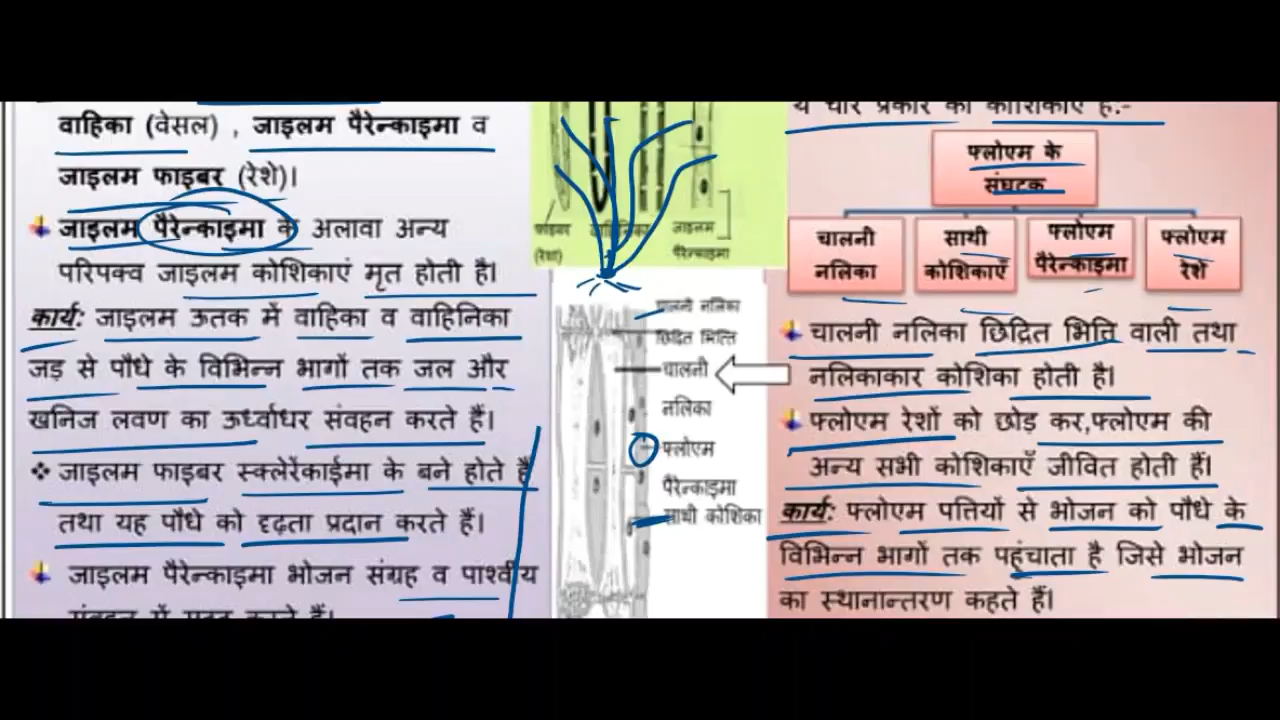 वाहिका (वेसल) , जाइलम पैरेन्काइमा व
जाइलम फाइबर (रेशे)।
जाइलम पैरेन्काइमा के अलावा अन्य
परिपक्व जाइलम कोशिकाएं मृत होती है।
कार्य: जाइलम ऊतक में वाहिका व वाहिनिका
जड़ से पौधे के विभिन्न भागों तक जल और
खनिज लवण का ऊर्ध्वाधर संवहन करते हैं।
जाइलम फाइबर स्क्लेरेंकाईमा के बने होते हैं
तथा यह पौधे को दृढ़ता प्रदान करते हैं।
जाइलम पैरेन्काइमा भोजन संग्रह व पार्श्वीय
फाइबर
(रेशा)
जाइलम
पैरेन्काइमा
चालनी नलिका
छिद्रित भित्ति
चालनी
नलिका
फ्लोएम
पैरेन्काइमा
साथी कोशिका
ये चार प्रकार की कोशिकाएं हैं:-
फ्लोएम के
संघटक
चालनी
नलिका
साथी
कोशिकाएँ
फ्लोएम
पैरेन्काइमा
फ्लोएम
रेशे
चालनी नलिका छिद्रित भिति वाली तथा
नलिकाकार कोशिका होती है।
फ्लोएम रेशों को छोड़ कर,फ्लोएम की
अन्य सभी कोशिकाएँ जीवित होती हैं।
कार्य: फ्लोएम पत्तियों से भोजन को पौधे के
विभिन्न भागों तक पहुंचाता है जिसे भोजन
का स्थानान्तरण कहते हैं।